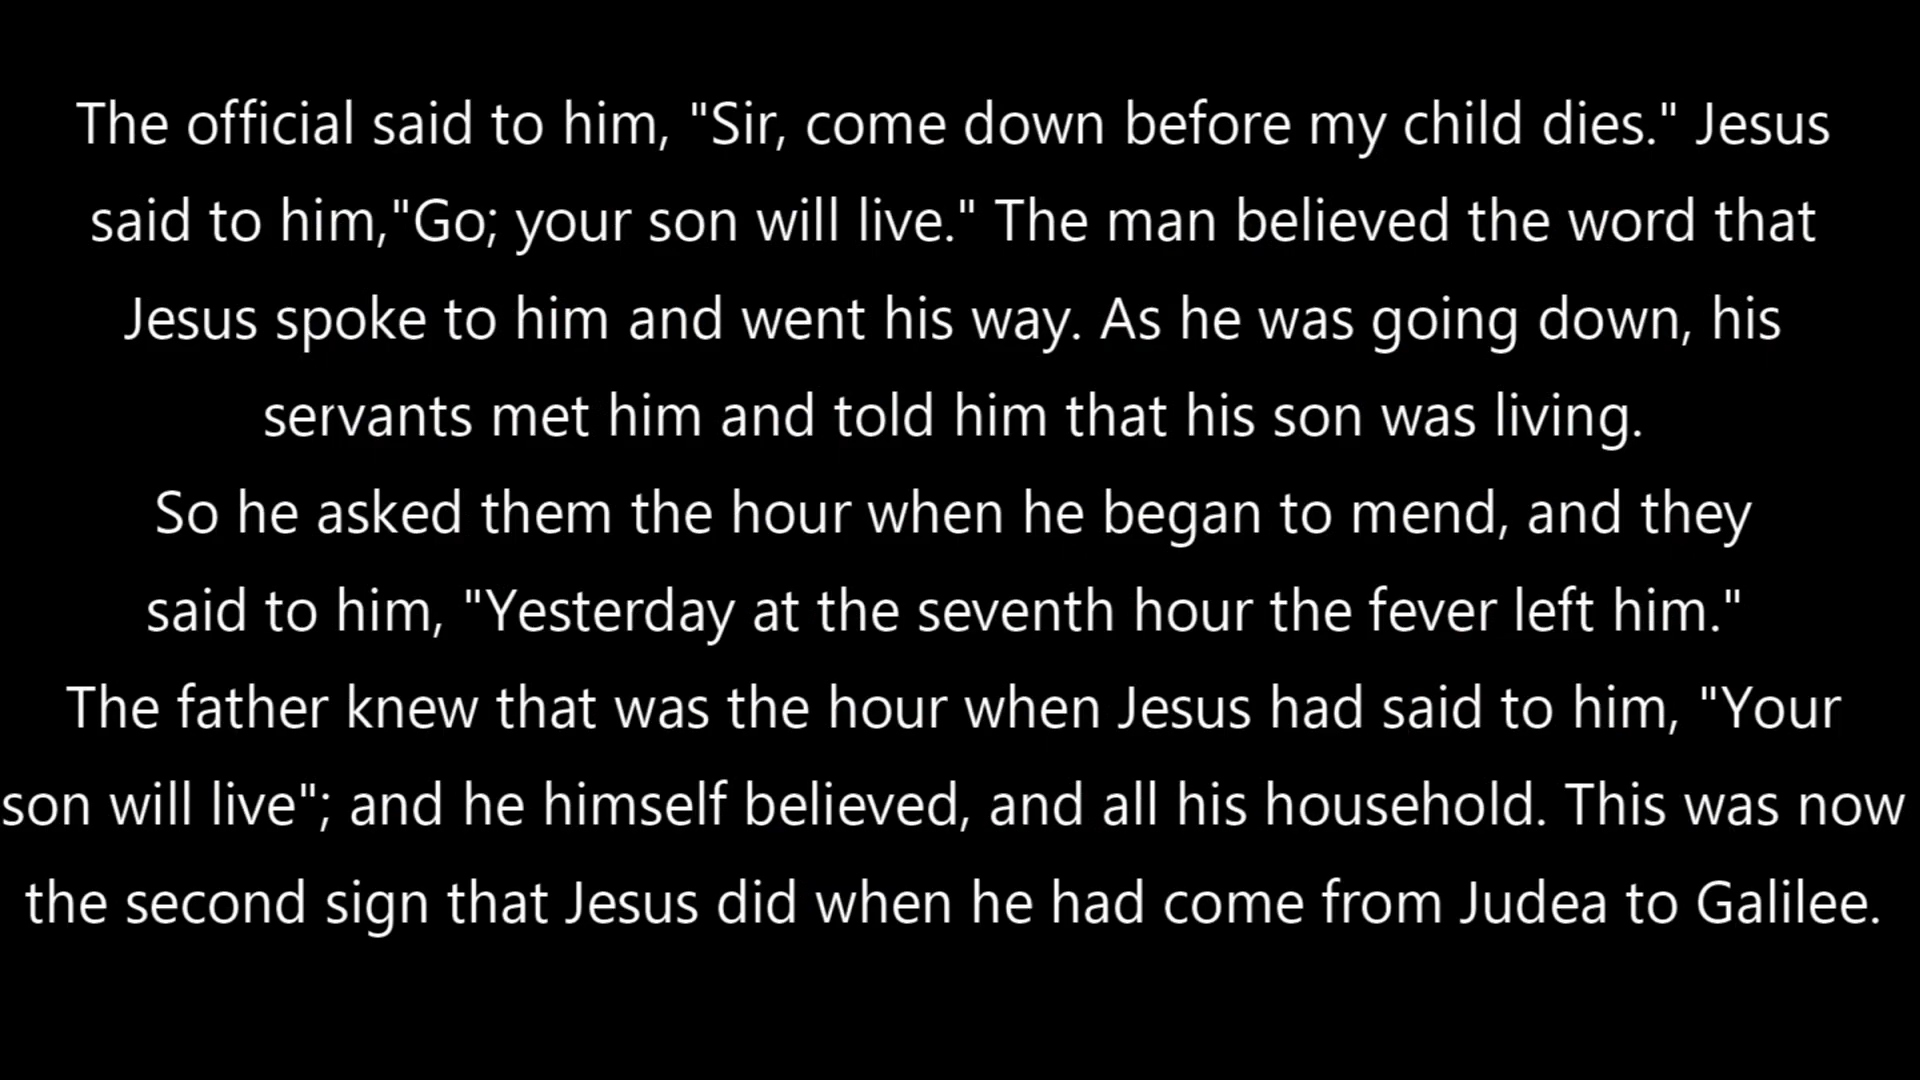 The official said to him, "Sir, come down before my child dies." Jesus
said to him,"Go; your son will live." The man believed the word that
Jesus spoke to him and went his way. As he was going down, his
servants met him and told him that his son was living.
So he asked them the hour when he began to mend, and they
said to him, "Yesterday at the seventh hour the fever left him."
The father knew that was the hour when Jesus had said to him, "Your
son will live"; and he himself believed, and all his household. This was now
the second sign that Jesus did when he had come from Judea to Galilee.